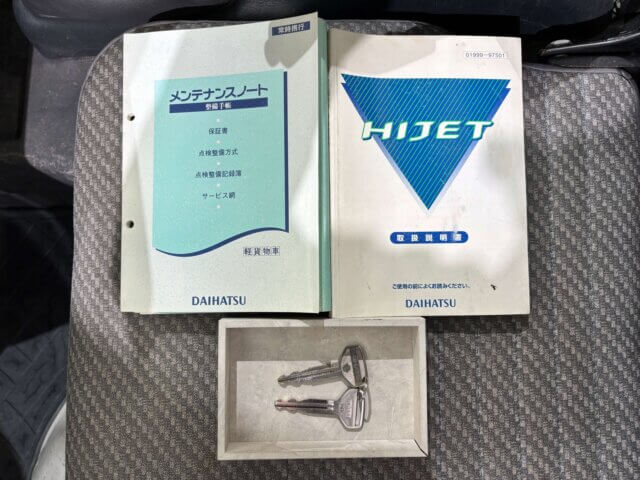 常時携行
メンテナンスノート
整備手帳
保証書
点検整備方式
点検整備記録簿
サービス網
軽貨物車
DAIHATSU
01999-97501
HIJET
取扱説明書
ご使用の前によくお読みください。
DAIHATSU